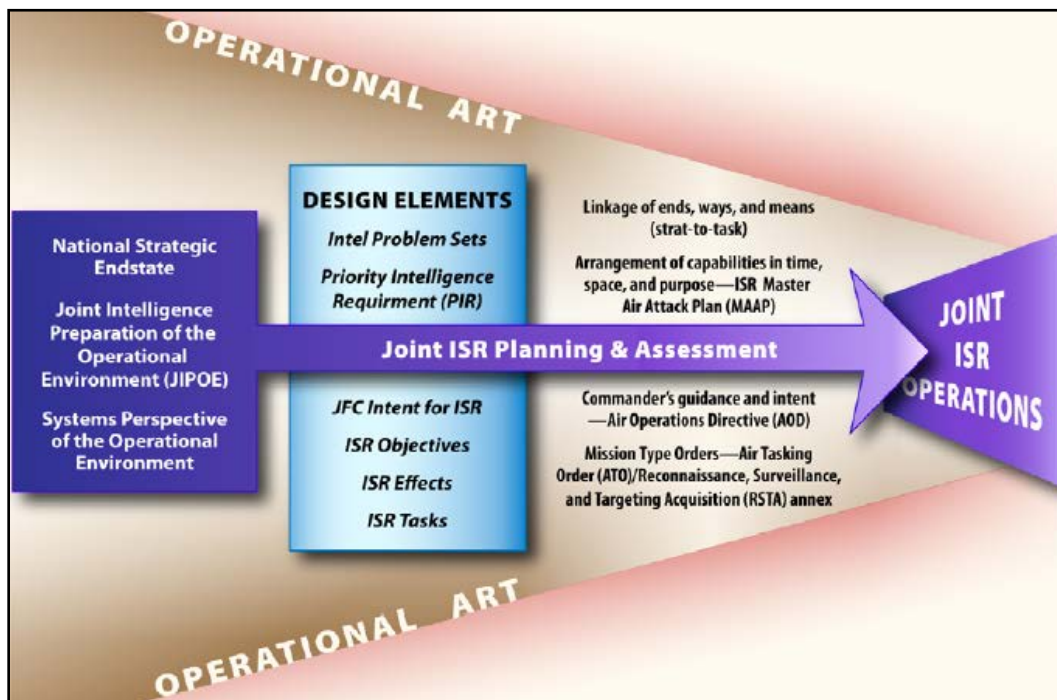 OPERATIONAL ART
National Strategic
Endstate
Joint Intelligence
Preparation of the
Operational
Environment (JIPOE)
Systems Perspective
of the Operational
Environment
DESIGN ELEMENTS
Intel Problem Sets
Priority Intelligence
Requirment (PIR)
Joint ISR Planning & Assessment
JFC Intent for ISR
ISR Objectives
ISR Effects
ISR Tasks
Linkage of ends, ways, and means
(strat-to-task)
Arrangement of capabilities in time,
space, and purpose—ISR Master
Air Attack Plan (MAAP)
Commander's guidance and intent
—Air Operations Directive (AOD)
Mission Type Orders—Air Tasking
Order (ATO)/Reconnaissance, Surveillance,
and Targeting Acquisition (RSTA) annex
JOINT
ISR
OPERATIONS
OPERATIONAL ART